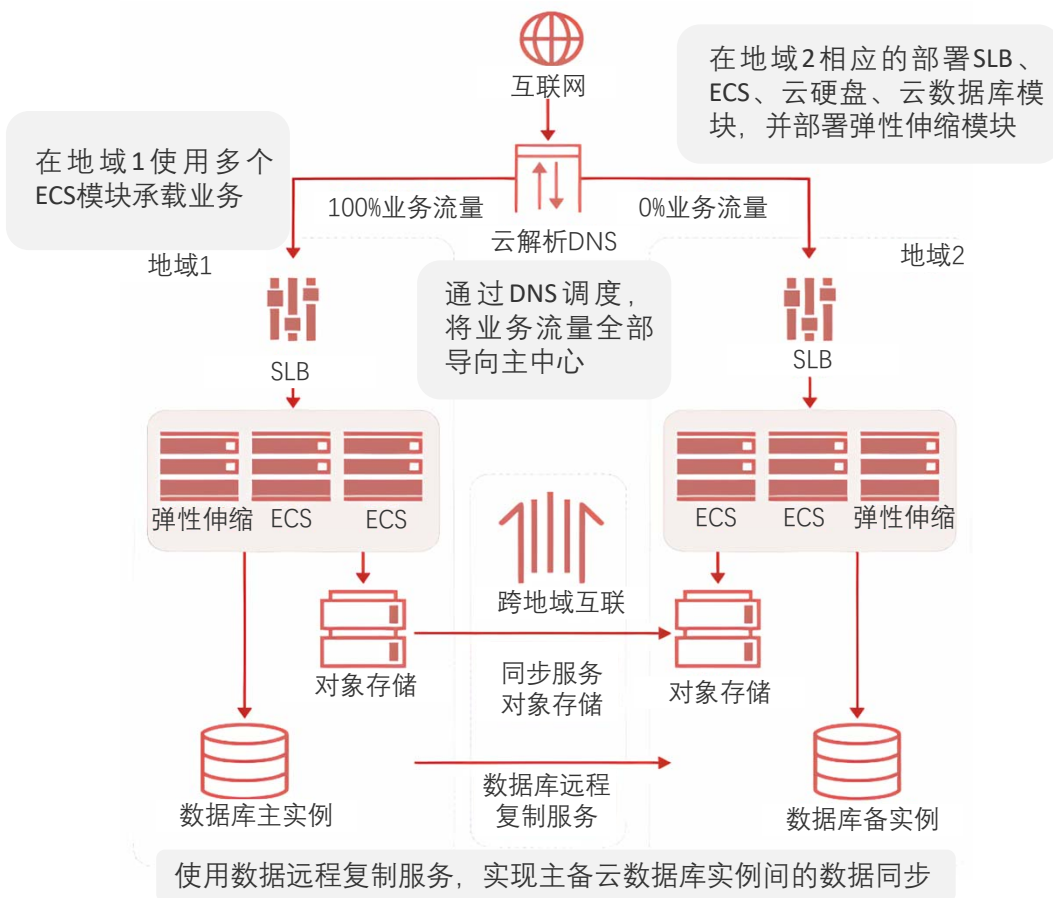 互联网
在地域2相应的部署SLB、
ECS、云硬盘、云数据库模
块，并部署弹性伸缩模块
在地域1使用多个
ECS模块承载业务
100%业务流量
0%业务流量
云解析DNS
地域1
地域2
通过DNS调度，
将业务流量全部
导向主中心
SLB
SLB
弹性伸缩
ECS
ECS
ECS
ECS
弹性伸缩
跨地域互联
对象存储
同步服务
对象存储
对象存储
数据库远程
复制服务
数据库主实例
数据库备实例
使用数据远程复制服务，实现主备云数据库实例间的数据同步